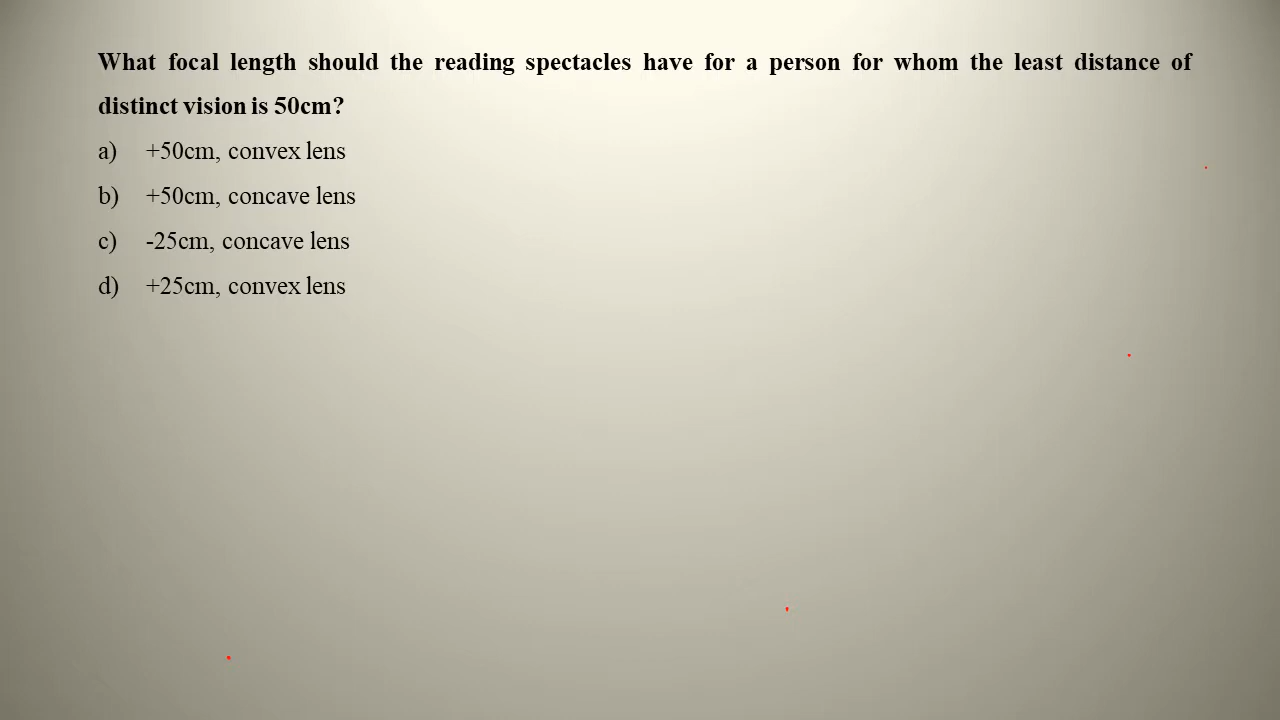 What focal length should the reading spectacles have for a person for whom the least distance of
distinct vision is 50cm?
a) +50cm, convex lens
b) +50cm, concave lens
c) -25cm, concave lens
d) +25cm, convex lens